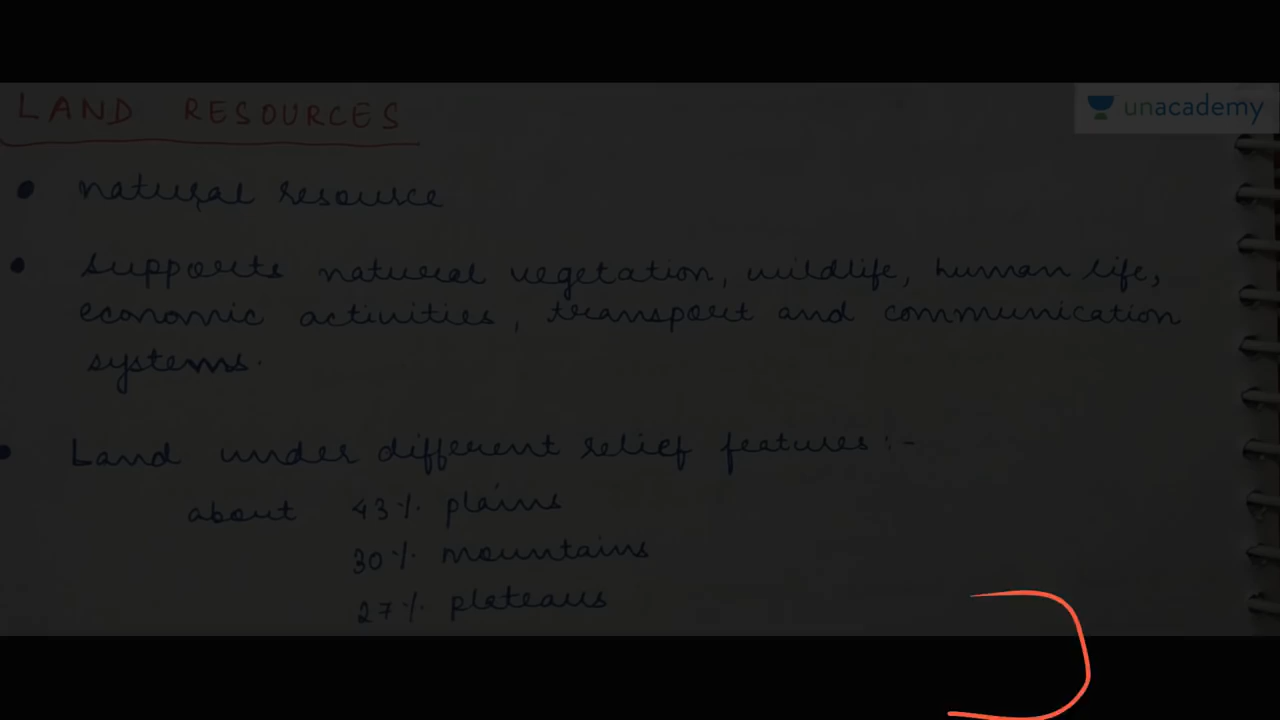 LAND RESOURCES
unacademy
• natural resource
• supports natural vegetation, wildlife, human life,
economic activities, transport and communication
systems.
• Land under different relief features :-
about 43% plains
30% mountains
27% plateaus